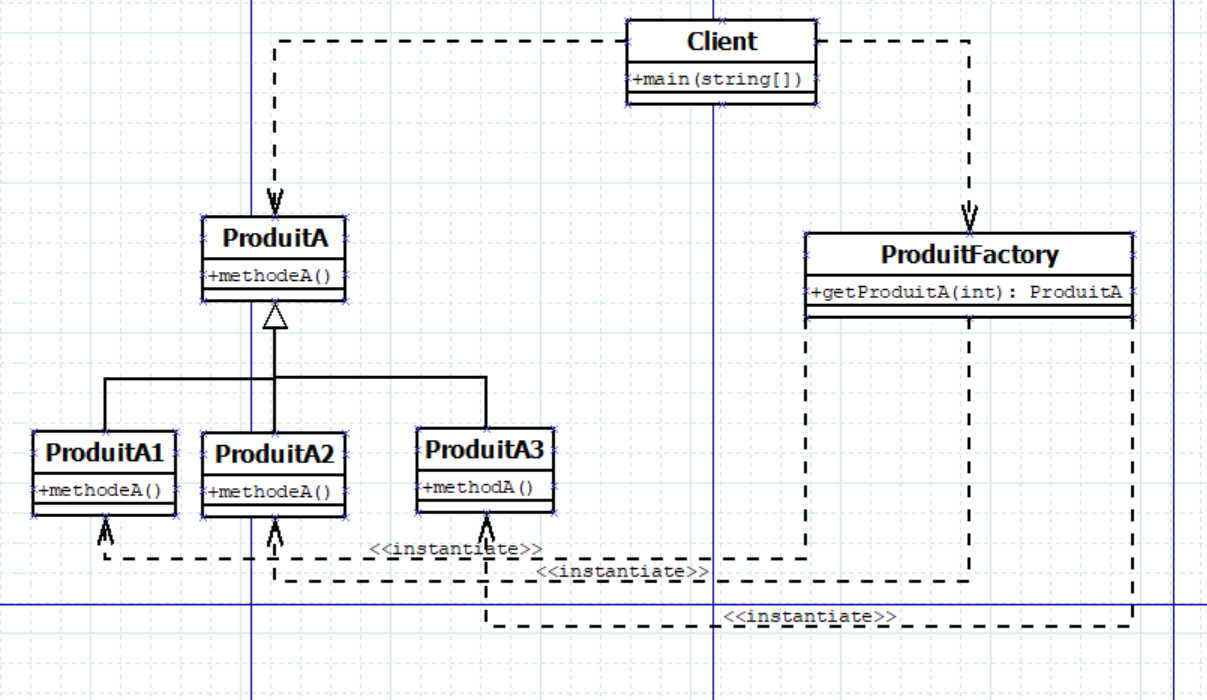 Client
+main(string[])
ProduitA
+methodeA()
ProduitFactory
+getProduitA(int): ProduitA
ProduitA1
+methodeA()
ProduitA2
+methodeA()
ProduitA3
+methodA()
<<instantiate>>
<<instantiate>>
<<instantiate>>